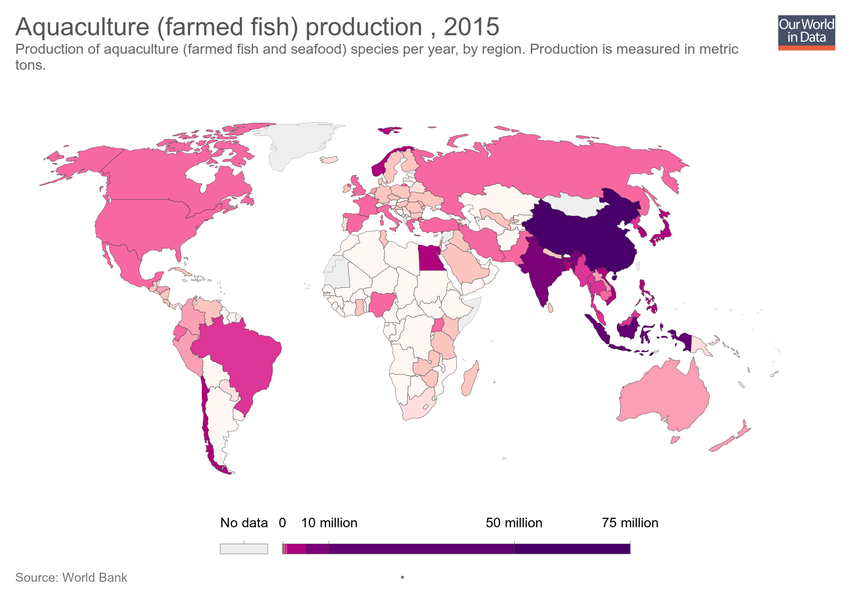 Aquaculture (farmed fish) production , 2015
Our World
in Data
Production of aquaculture (farmed fish and seafood) species per year, by region. Production is measured in metric
tons.
No data 0 10 million 50 million 75 million
Source: World Bank